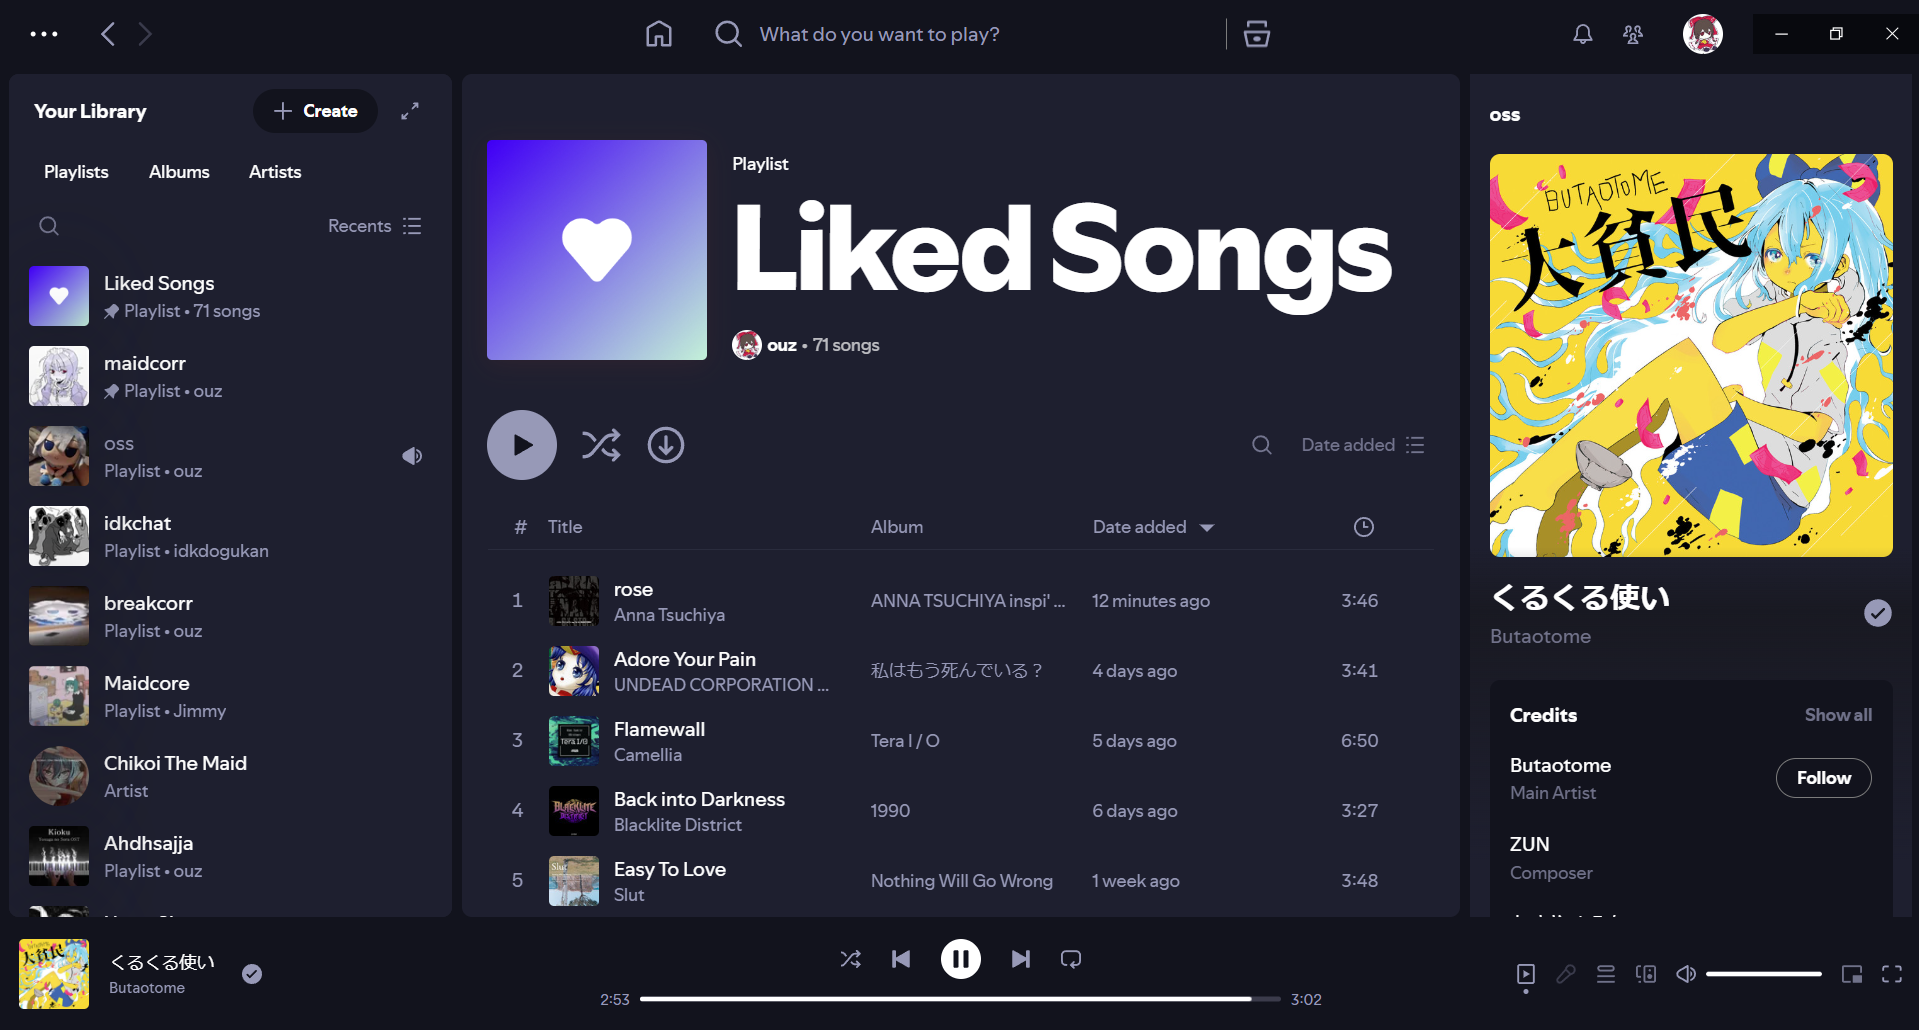 What do you want to play?
Your Library
Create
Playlists
Albums
Artists
Recents
Liked Songs
Playlist • 71 songs
maidcorr
Playlist • ouz
oss
Playlist • ouz
idkchat
Playlist • idkdogukan
breakcorr
Playlist • ouz
Maidcore
Playlist • Jimmy
Chikoi The Maid
Artist
Kioku
Ahdhsajja
Playlist • ouz
Playlist
Liked Songs
ouz • 71 songs
Date added
# Title Album Date added
1 rose ANNA TSUCHIYA inspi' ... 12 minutes ago 3:46
Anna Tsuchiya
2 Adore Your Pain 私はもう死んでいる? 4 days ago 3:41
UNDEAD CORPORATION ...
3 Flamewall Tera I / O 5 days ago 6:50
Camellia
4 Back into Darkness 1990 6 days ago 3:27
Blacklite District
BLACKLITE
DISTRICT
5 Easy To Love Nothing Will Go Wrong 1 week ago 3:48
Slut
Slut
oss
BUTAOTOME
大貧民
くるくる使い
Butaotome
Credits
Show all
Butaotome
Main Artist
Follow
ZUN
Composer
大貧民
くるくる使い
Butaotome
2:53
3:02